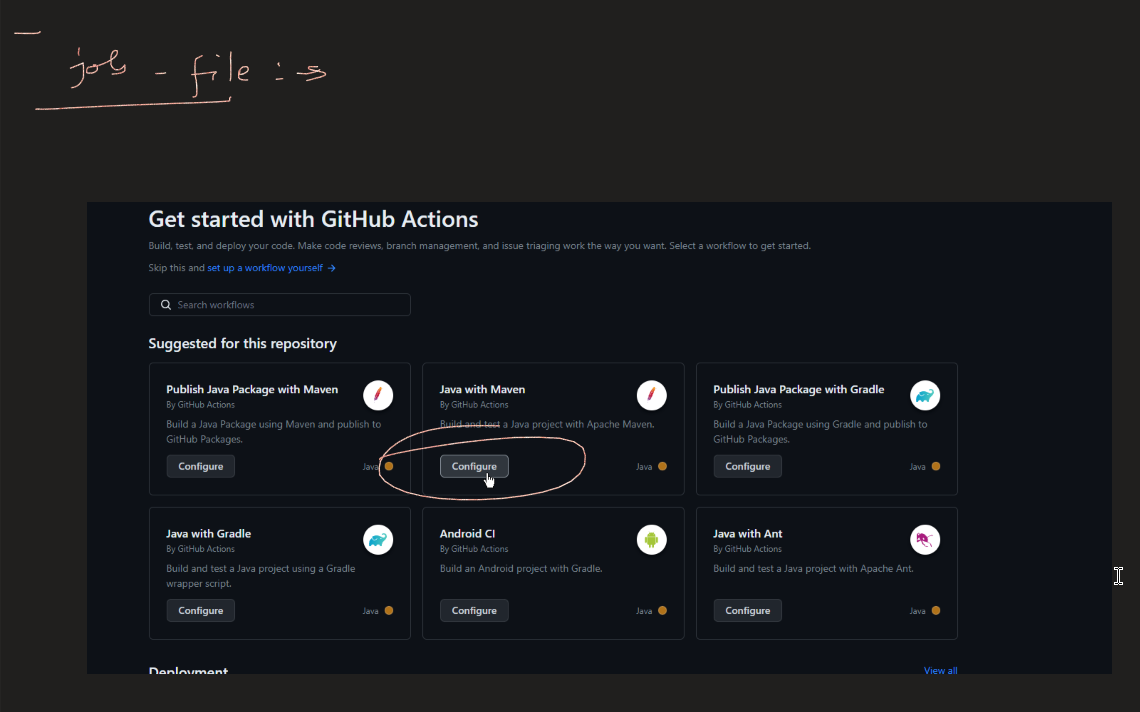 job - file : →
Get started with GitHub Actions
Build, test, and deploy your code. Make code reviews, branch management, and issue triaging work the way you want. Select a workflow to get started.
Skip this and set up a workflow yourself →
Search workflows
Suggested for this repository
Publish Java Package with Maven
By GitHub Actions
Build a Java Package using Maven and publish to
GitHub Packages.
Configure
Java
Java with Maven
By GitHub Actions
Build and test a Java project with Apache Maven.
Configure
Java
Publish Java Package with Gradle
By GitHub Actions
Build a Java Package using Gradle and publish to
GitHub Packages.
Configure
Java
Java with Gradle
By GitHub Actions
Build and test a Java project using a Gradle
wrapper script.
Configure
Java
Android CI
By GitHub Actions
Build an Android project with Gradle.
Configure
Java
Java with Ant
By GitHub Actions
Build and test a Java project with Apache Ant.
Configure
Java
Deployment
View all